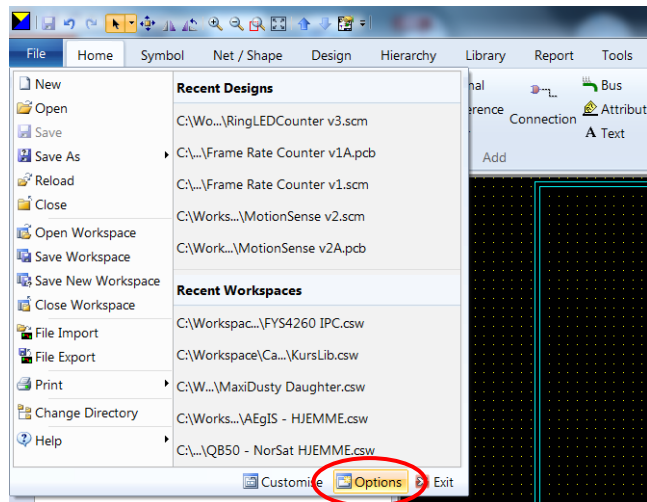 File Home Symbol Net / Shape Design Hierarchy Library Report Tools
New
Open
Save
Save As
Reload
Close
Open Workspace
Save Workspace
Save New Workspace
Close Workspace
File Import
File Export
Print
Change Directory
Help
Recent Designs
C:\Wo...\RingLEDCounter v3.scm
C:\...\Frame Rate Counter v1A.pcb
C:\...\Frame Rate Counter v1.scm
C:\Works...\MotionSense v2.scm
C:\Work...\MotionSense v2A.pcb
Recent Workspaces
C:\Workspac...\FYS4260 IPC.csw
C:\Workspace\Ca...\KursLib.csw
C:\W...\MaxiDusty Daughter.csw
C:\Works...\AEgIS - HJEMME.csw
C:\...\QB50 - NorSat HJEMME.csw
Customise Options Exit
nal
erence
Connection
Bus
Attribut
A Text
Add